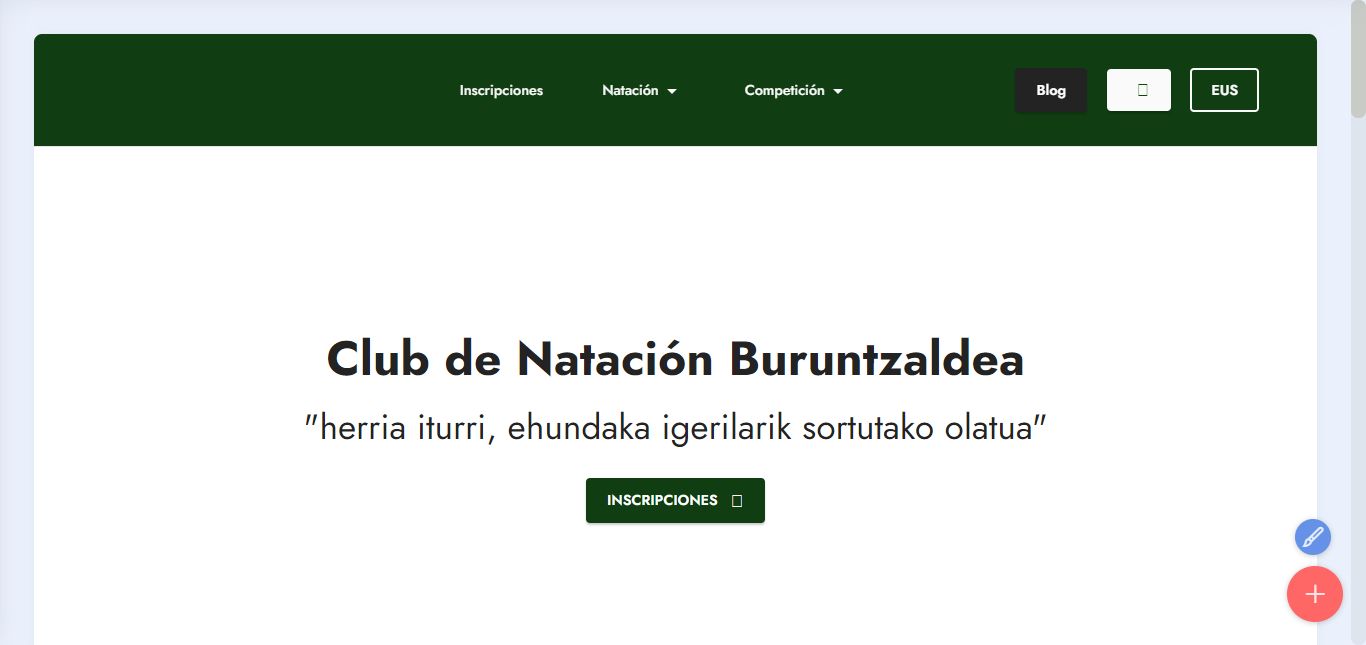 Inscripciones
Natación
Competición
Blog
EUS
Club de Natación Buruntzaldea
"herria iturri, ehundaka igerilarik sortutako olatua"
INSCRIPCIONES